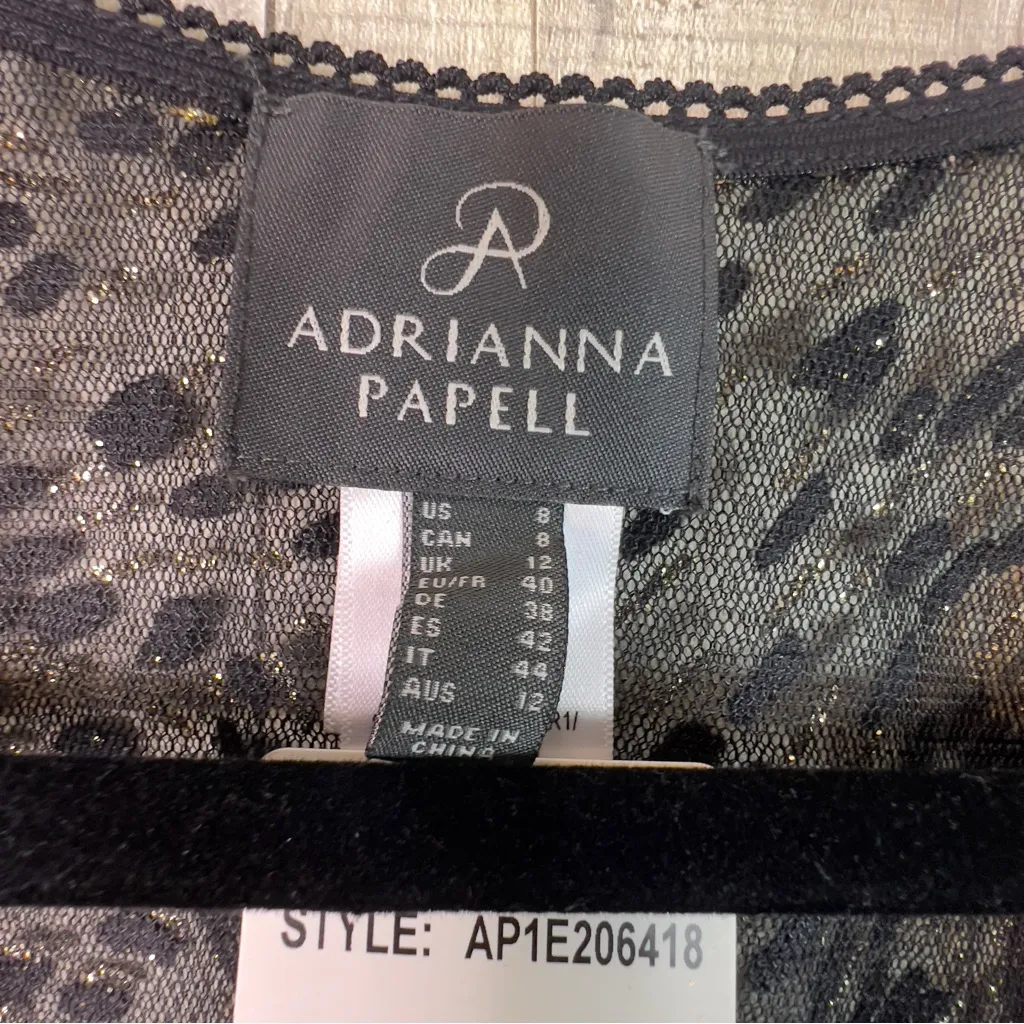 ADRIANNA
PAPELL
US 8
CAN 8
UK 12
EU/FR 40
DE 38
ES 42
IT 44
AUS 12
MADE IN
CHINA
R1/
STYLE: AP1E206418